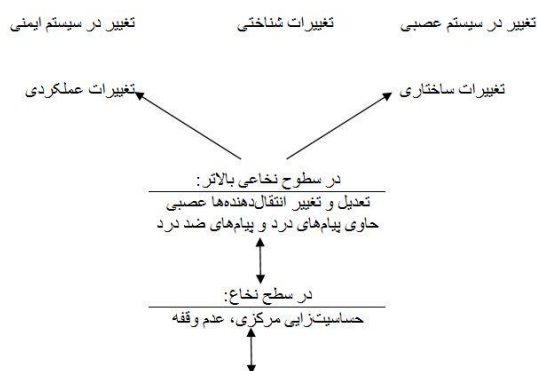 تغییر در سیستم عصبی    تغییرات شناختی    تغییر در سیستم ایمنی
تغییرات ساختاری    تغییرات عملکردی
در سطوح نخاعی بالاتر:
تعدیل و تغییر انتقال‌دهنده‌ها عصبی
حاوی پیام‌های درد و پیام‌های ضد درد
در سطح نخاع:
حساسیت‌زایی مرکزی، عدم وقفه